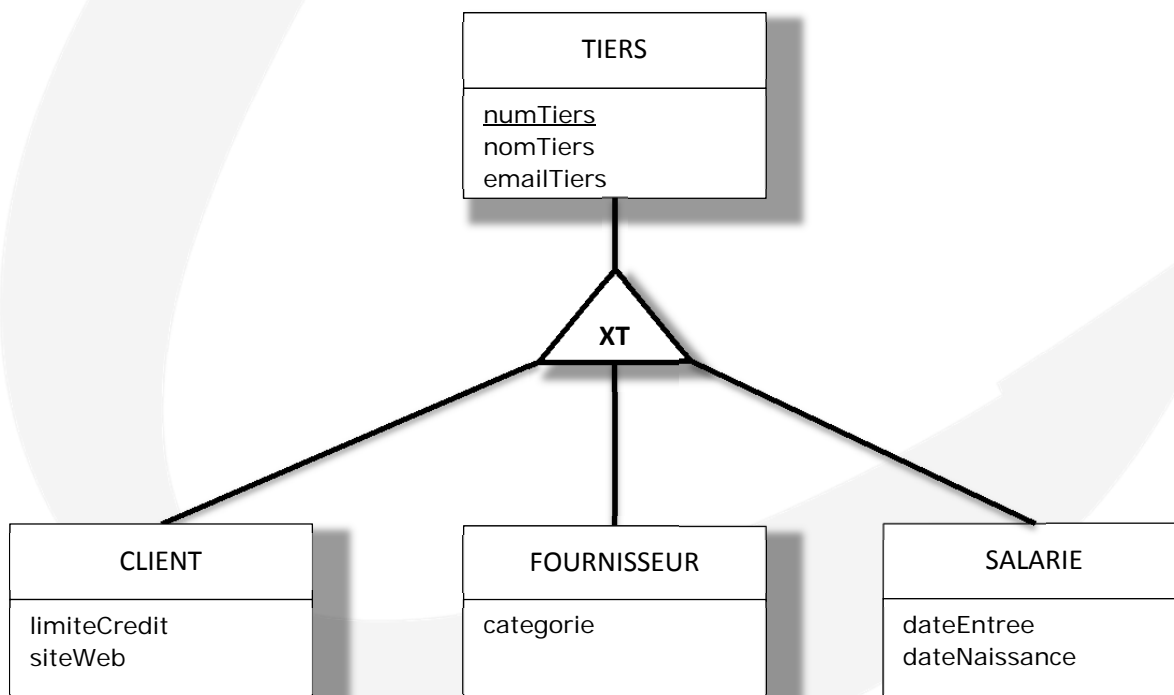 TIERS
numTiers
nomTiers
emailTiers
XT
CLIENT
limiteCredit
siteWeb
FOURNISSEUR
categorie
SALARIE
dateEntree
dateNaissance